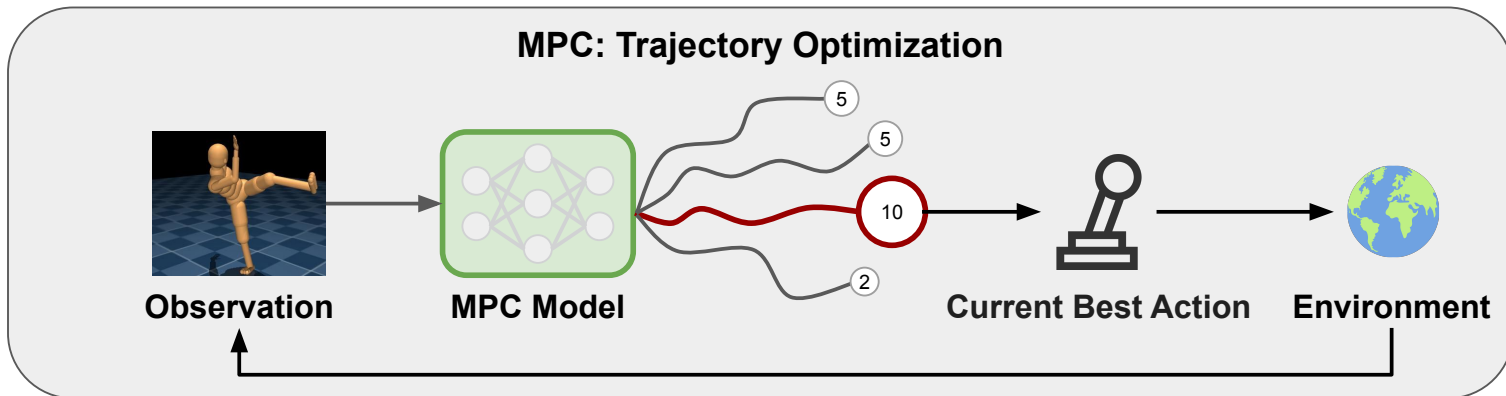 MPC: Trajectory Optimization
5
5
10
2
Observation
MPC Model
Current Best Action
Environment